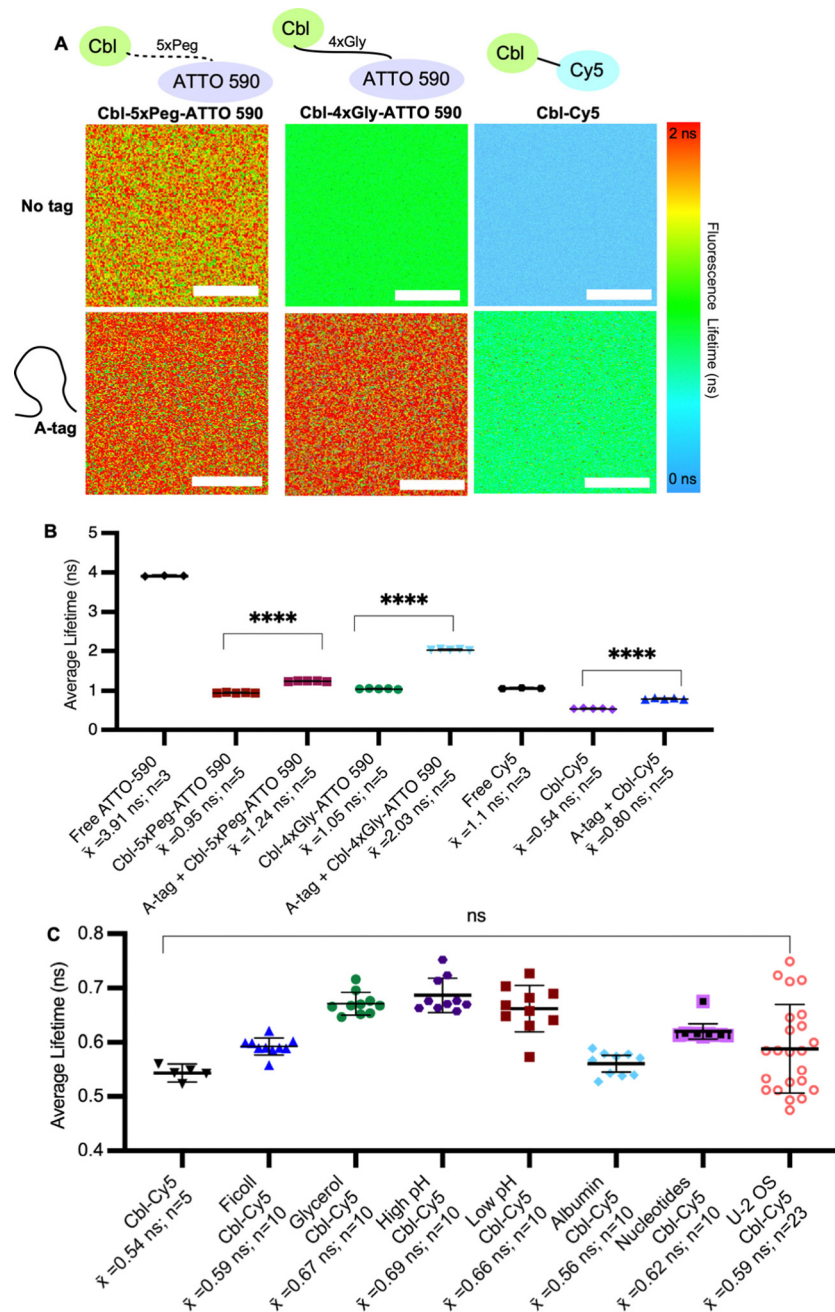 A
Cbl
5xPeg
ATTO 590
Cbl
4xGly
ATTO 590
Cbl
Cy5
Cbl-5xPeg-ATTO 590
Cbl-4xGly-ATTO 590
Cbl-Cy5
No tag
A-tag
2 ns
Fluorescence Lifetime (ns)
0 ns
B
Average Lifetime (ns)
5
4
3
2
1
0
****
****
****
Free ATTO-590
x̄ =3.91 ns; n=3
Cbl-5xPeg-ATTO 590
x̄ =0.95 ns; n=5
A-tag + Cbl-5xPeg-ATTO 590
x̄ =1.24 ns; n=5
Cbl-4xGly-ATTO 590
x̄ =1.05 ns; n=5
A-tag + Cbl-4xGly-ATTO 590
x̄ =2.03 ns; n=5
Free Cy5
x̄ =1.1 ns; n=3
Cbl-Cy5
x̄ =0.54 ns; n=5
A-tag + Cbl-Cy5
x̄ =0.80 ns; n=5
C
ns
Average Lifetime (ns)
0.8
0.7
0.6
0.5
0.4
Cbl-Cy5
x̄ =0.54 ns; n=5
Ficoll
Cbl-Cy5
x̄ =0.59 ns; n=10
Glycerol
Cbl-Cy5
x̄ =0.67 ns; n=10
High pH
Cbl-Cy5
x̄ =0.69 ns; n=10
Low pH
Cbl-Cy5
x̄ =0.66 ns; n=10
Albumin
Cbl-Cy5
x̄ =0.56 ns; n=10
Nucleotides
Cbl-Cy5
x̄ =0.62 ns; n=10
U-2 OS
Cbl-Cy5
x̄ =0.59 ns; n=23